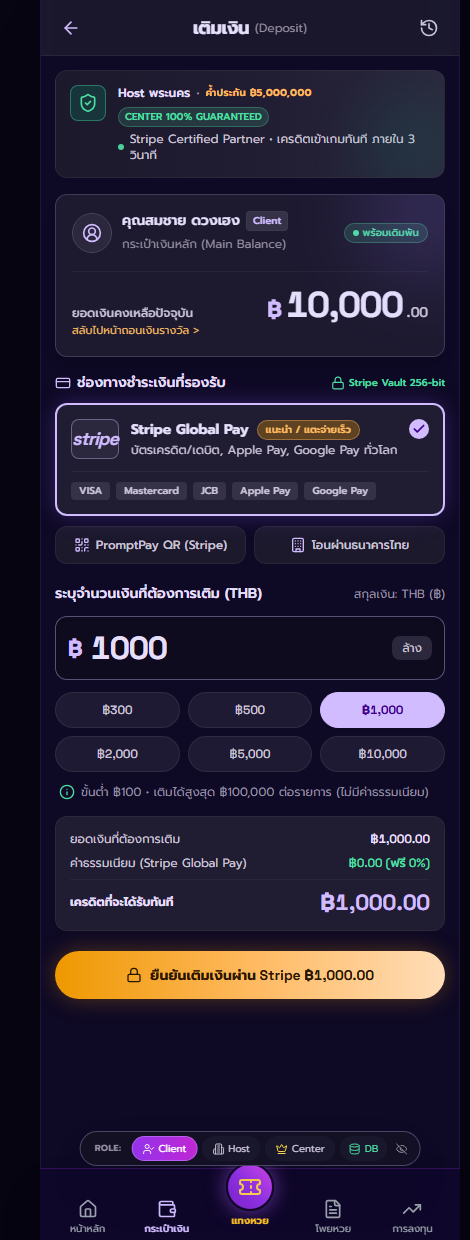 เติมเงิน (Deposit)
Host พระนคร · ค้ำประกัน ฿5,000,000
CENTER 100% GUARANTEED
Stripe Certified Partner • เครดิตเข้าเกมทันที ภายใน 3
วินาที
คุณสมชาย ดวงเฮง Client
กระเป๋าเงินหลัก (Main Balance)
พร้อมเดิมพัน
ยอดเงินคงเหลือปัจจุบัน
สลับไปหน้าถอนเงินรางวัล >
฿ 10,000.00
ช่องทางชำระเงินที่รองรับ
Stripe Vault 256-bit
stripe
Stripe Global Pay แนะนำ / แตะจ่ายเร็ว
บัตรเครดิต/เดบิต, Apple Pay, Google Pay ทั่วโลก
VISA Mastercard JCB Apple Pay Google Pay
PromptPay QR (Stripe) โอนผ่านธนาคารไทย
ระบุจำนวนเงินที่ต้องการเติม (THB) สกุลเงิน: THB (฿)
฿ 1000 ล้าง
฿300 ฿500 ฿1,000
฿2,000 ฿5,000 ฿10,000
ขั้นต่ำ ฿100 • เติมได้สูงสุด ฿100,000 ต่อรายการ (ไม่มีค่าธรรมเนียม)
ยอดเงินที่ต้องการเติม ฿1,000.00
ค่าธรรมเนียม (Stripe Global Pay) ฿0.00 (ฟรี 0%)
เครดิตที่จะได้รับทันที ฿1,000.00
ยืนยันเติมเงินผ่าน Stripe ฿1,000.00
ROLE: Client Host Center DB
หน้าหลัก กระเป๋าเงิน แทงหวย โพยหวย การลงทุน